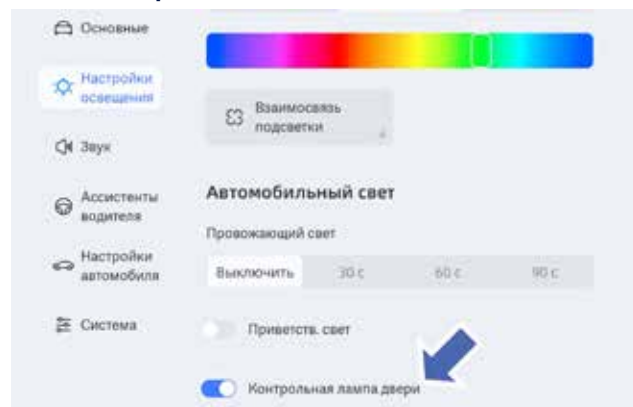 Основные
Настройки
освещения
Звук
Ассистенты
водителя
Настройки
автомобиля
Система
Взаимосвязь
подсветки
Автомобильный свет
Провожающий свет
Выключить 30 с 60 с 90 с
Приветств. свет
Контрольная лампа двери